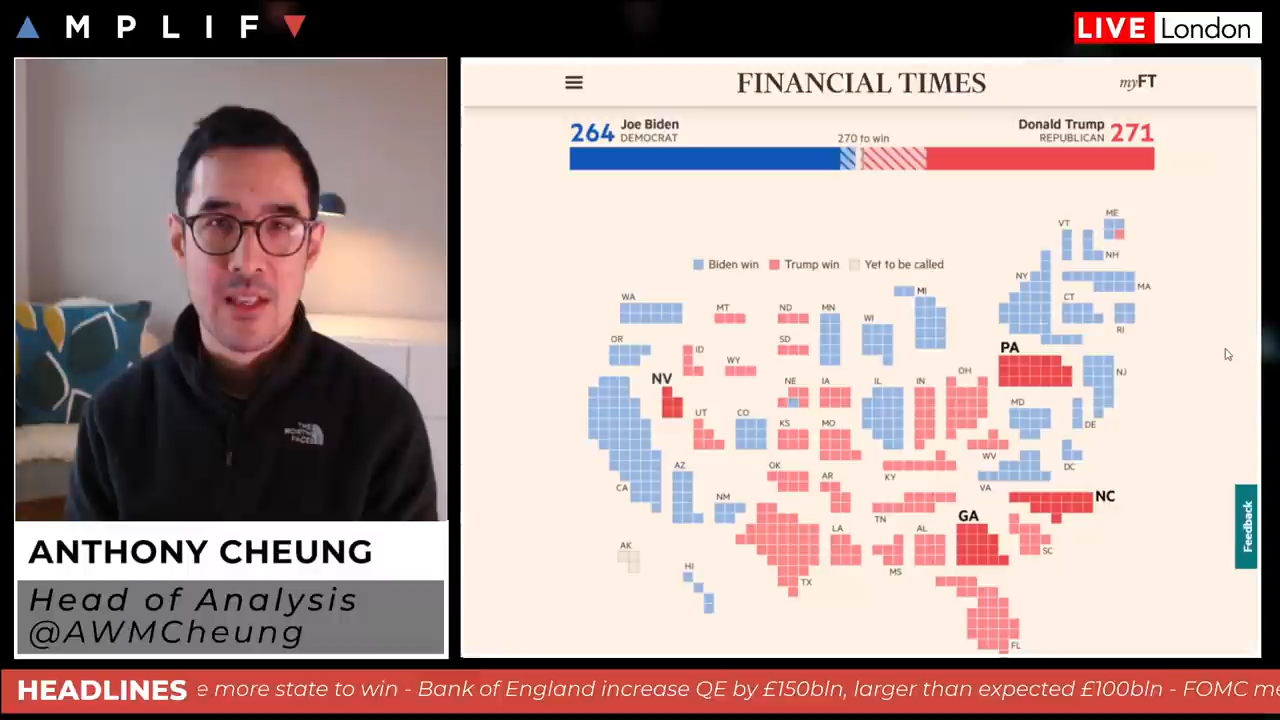 AMPLIFY
LIVE London
THE
NORTH
FACE
ANTHONY CHEUNG
Head of Analysis
@AWMCheung
FINANCIAL TIMES
myFT
264 Joe Biden
DEMOCRAT
270 to win
Donald Trump
REPUBLICAN 271
Biden win
Trump win
Yet to be called
ME
VT
NH
NY
MA
CT
RI
WA
MT
ND
MN
WI
MI
OR
ID
SD
WY
PA
NJ
NV
NE
IA
IL
IN
OH
MD
DE
UT
CO
KS
MO
WV
DC
CA
AZ
NM
OK
AR
KY
VA
TN
NC
AK
HI
TX
LA
MS
AL
GA
SC
FL
Feedback
HEADLINES e more state to win - Bank of England increase QE by £150bln, larger than expected £100bln - FOMC me